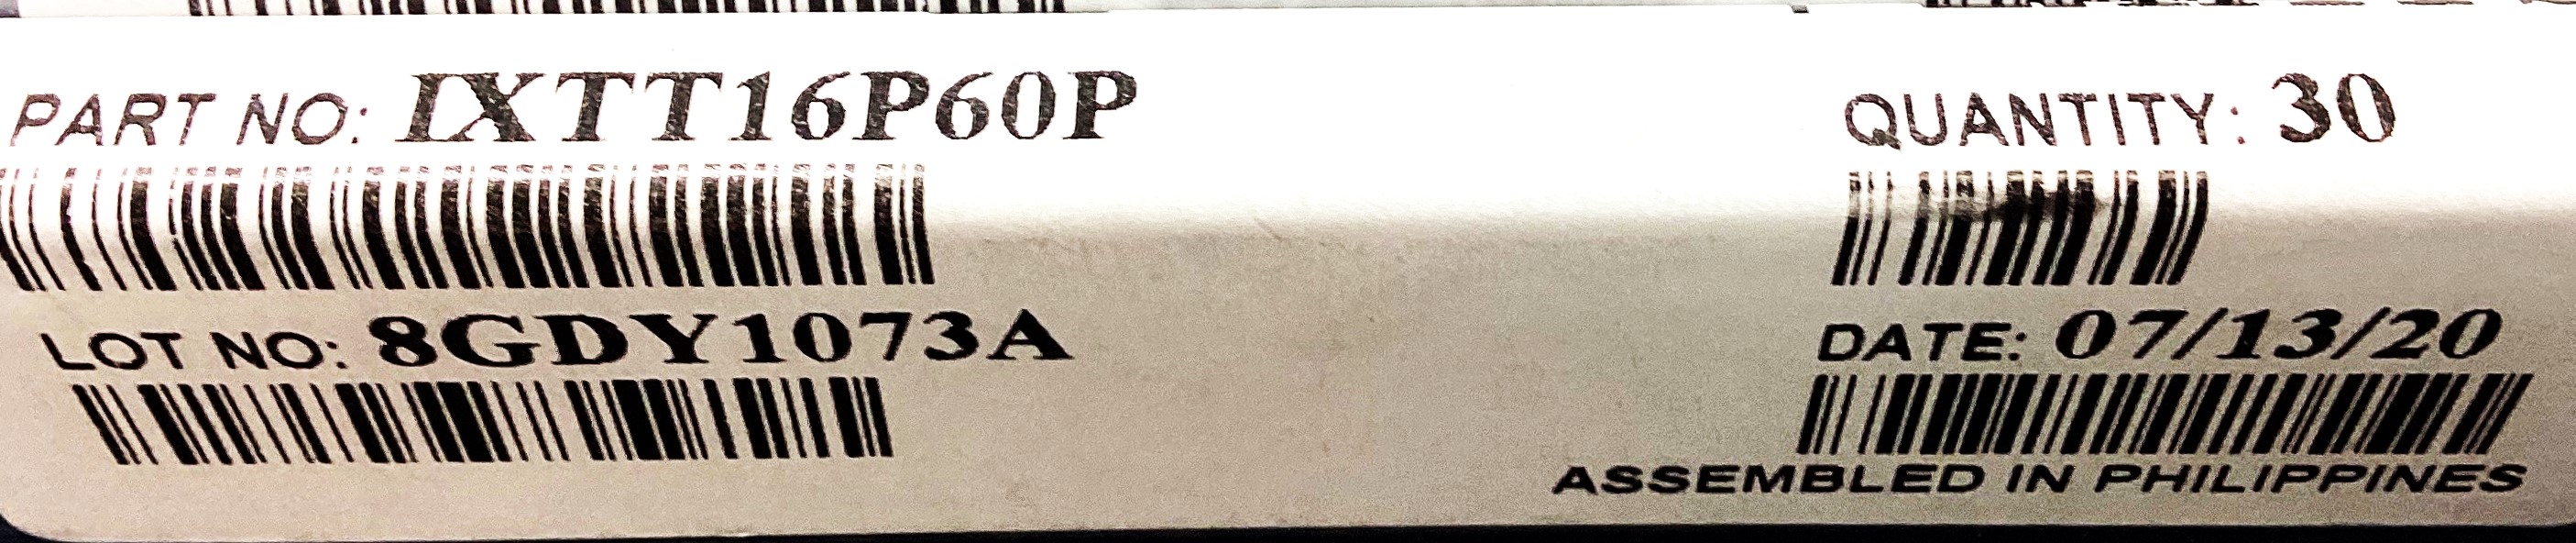 PART NO: IXTT16P60P
QUANTITY: 30
LOT NO: 8GDY1073A
DATE: 07/13/20
ASSEMBLED IN PHILIPPINES